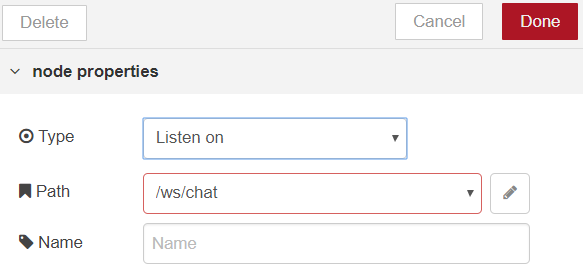 Delete Cancel Done
node properties
Type Listen on
Path /ws/chat
Name Name